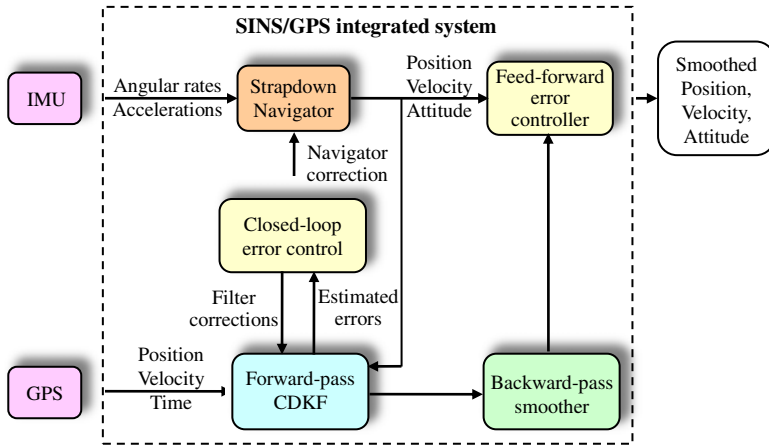 SINS/GPS integrated system
IMU
Angular rates
Accelerations
Strapdown
Navigator
Position
Velocity
Attitude
Feed-forward
error
controller
Smoothed
Position,
Velocity,
Attitude
Navigator
correction
Closed-loop
error control
Filter
corrections
Estimated
errors
GPS
Position
Velocity
Time
Forward-pass
CDKF
Backward-pass
smoother